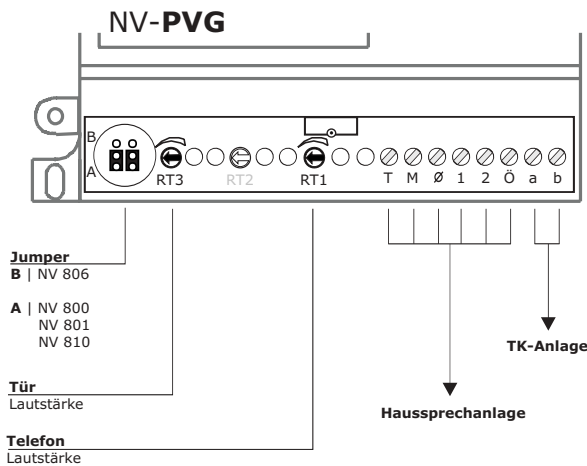 NV-PVG
B
A
RT3 RT2 RT1 T M Ø 1 2 Ö a b
Jumper
B | NV 806
A | NV 800
NV 801
NV 810
TK-Anlage
Tür
Lautstärke
Haussprechanlage
Telefon
Lautstärke